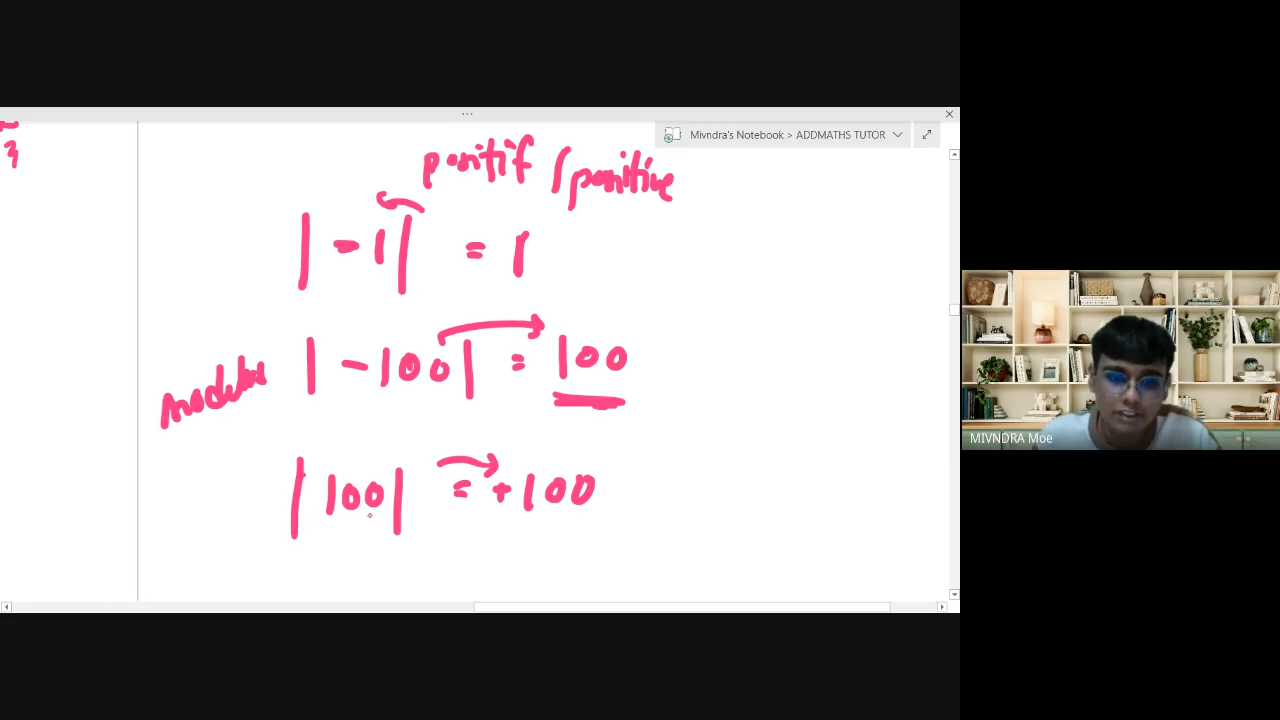 Mivndra's Notebook > ADDMATHS TUTOR
positif / positive
|-1| = 1
modulus |-100| = 100
|100| = +100
MIVNDRA Moe